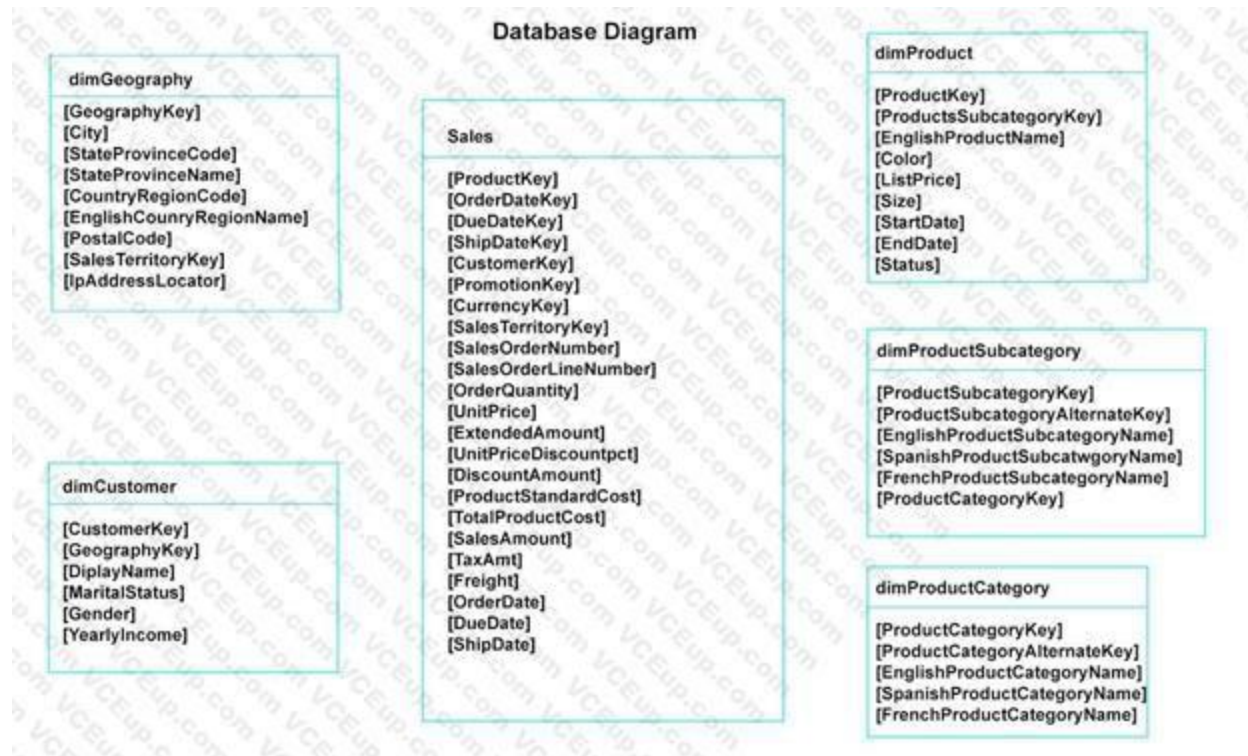 Database Diagram
dimGeography
[GeographyKey]
[City]
[StateProvinceCode]
[StateProvinceName]
[CountryRegionCode]
[EnglishCounryRegionName]
[PostalCode]
[SalesTerritoryKey]
[IpAddressLocator]
dimCustomer
[CustomerKey]
[GeographyKey]
[DiplayName]
[MaritalStatus]
[Gender]
[YearlyIncome]
Sales
[ProductKey]
[OrderDateKey]
[DueDateKey]
[ShipDateKey]
[CustomerKey]
[PromotionKey]
[CurrencyKey]
[SalesTerritoryKey]
[SalesOrderNumber]
[SalesOrderLineNumber]
[OrderQuantity]
[UnitPrice]
[ExtendedAmount]
[UnitPriceDiscountpct]
[DiscountAmount]
[ProductStandardCost]
[TotalProductCost]
[SalesAmount]
[TaxAmt]
[Freight]
[OrderDate]
[DueDate]
[ShipDate]
dimProduct
[ProductKey]
[ProductsSubcategoryKey]
[EnglishProductName]
[Color]
[ListPrice]
[Size]
[StartDate]
[EndDate]
[Status]
dimProductSubcategory
[ProductSubcategoryKey]
[ProductSubcategoryAlternateKey]
[EnglishProductSubcategoryName]
[SpanishProductSubcatwgoryName]
[FrenchProductSubcategoryName]
[ProductCategoryKey]
dimProductCategory
[ProductCategoryKey]
[ProductCategoryAlternateKey]
[EnglishProductCategoryName]
[SpanishProductCategoryName]
[FrenchProductCategoryName]
VCEup.com